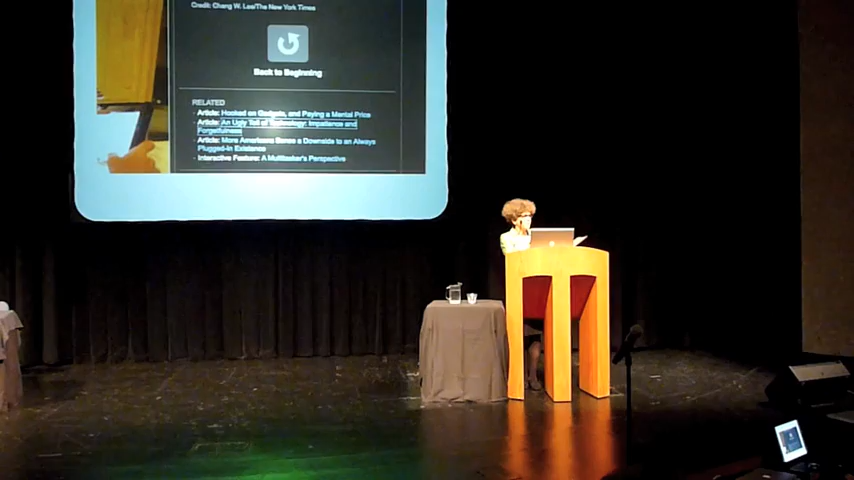 Credit: Chang W. Lee/The New York Times
Back to Beginning
RELATED
· Article: Hooked on Gadgets, and Paying a Mental Price
· Article: An Ugly Toll of Technology: Impatience and
Forgetfulness
· Article: More Americans Sense a Downside to an Always
Plugged-In Existence
· Interactive Feature: A Multitasker's Perspective